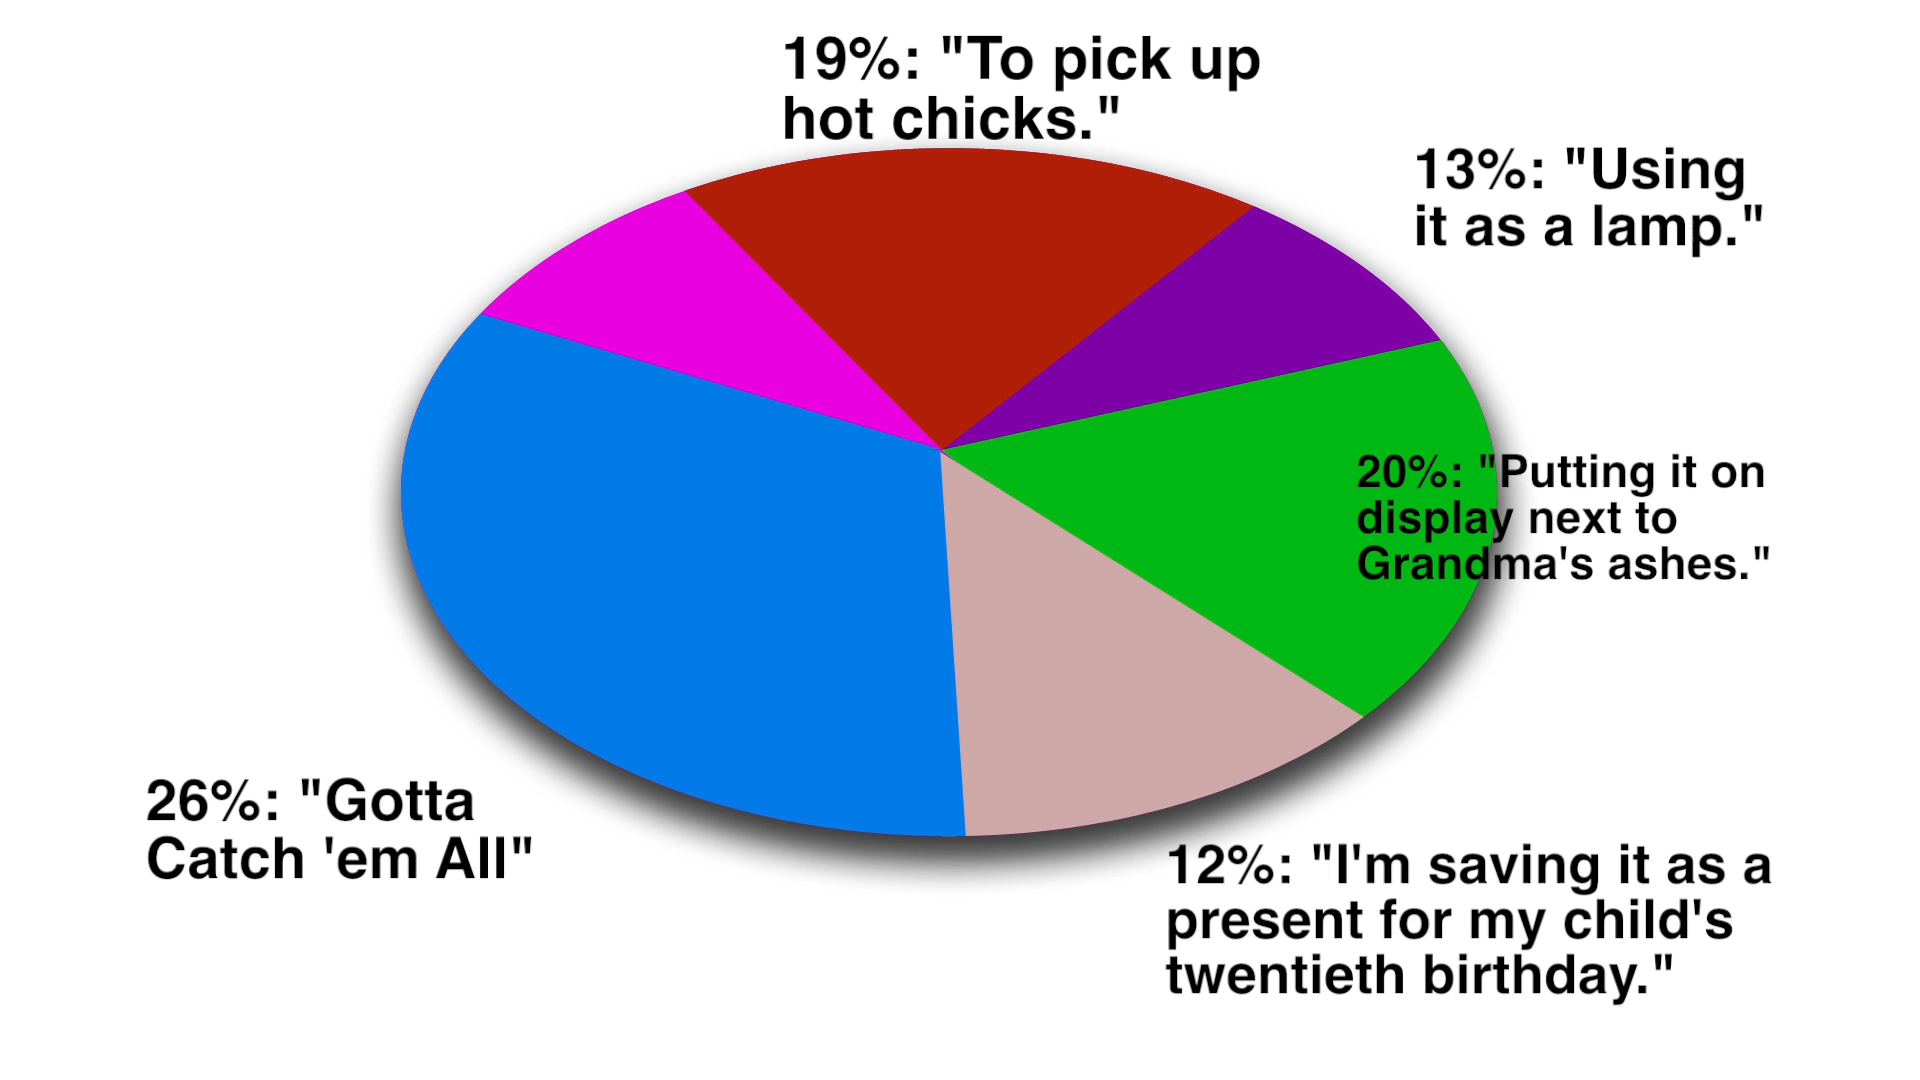 19%: "To pick up
hot chicks."
13%: "Using
it as a lamp."
20%: "Putting it on
display next to
Grandma's ashes."
26%: "Gotta
Catch 'em All"
12%: "I'm saving it as a
present for my child's
twentieth birthday."